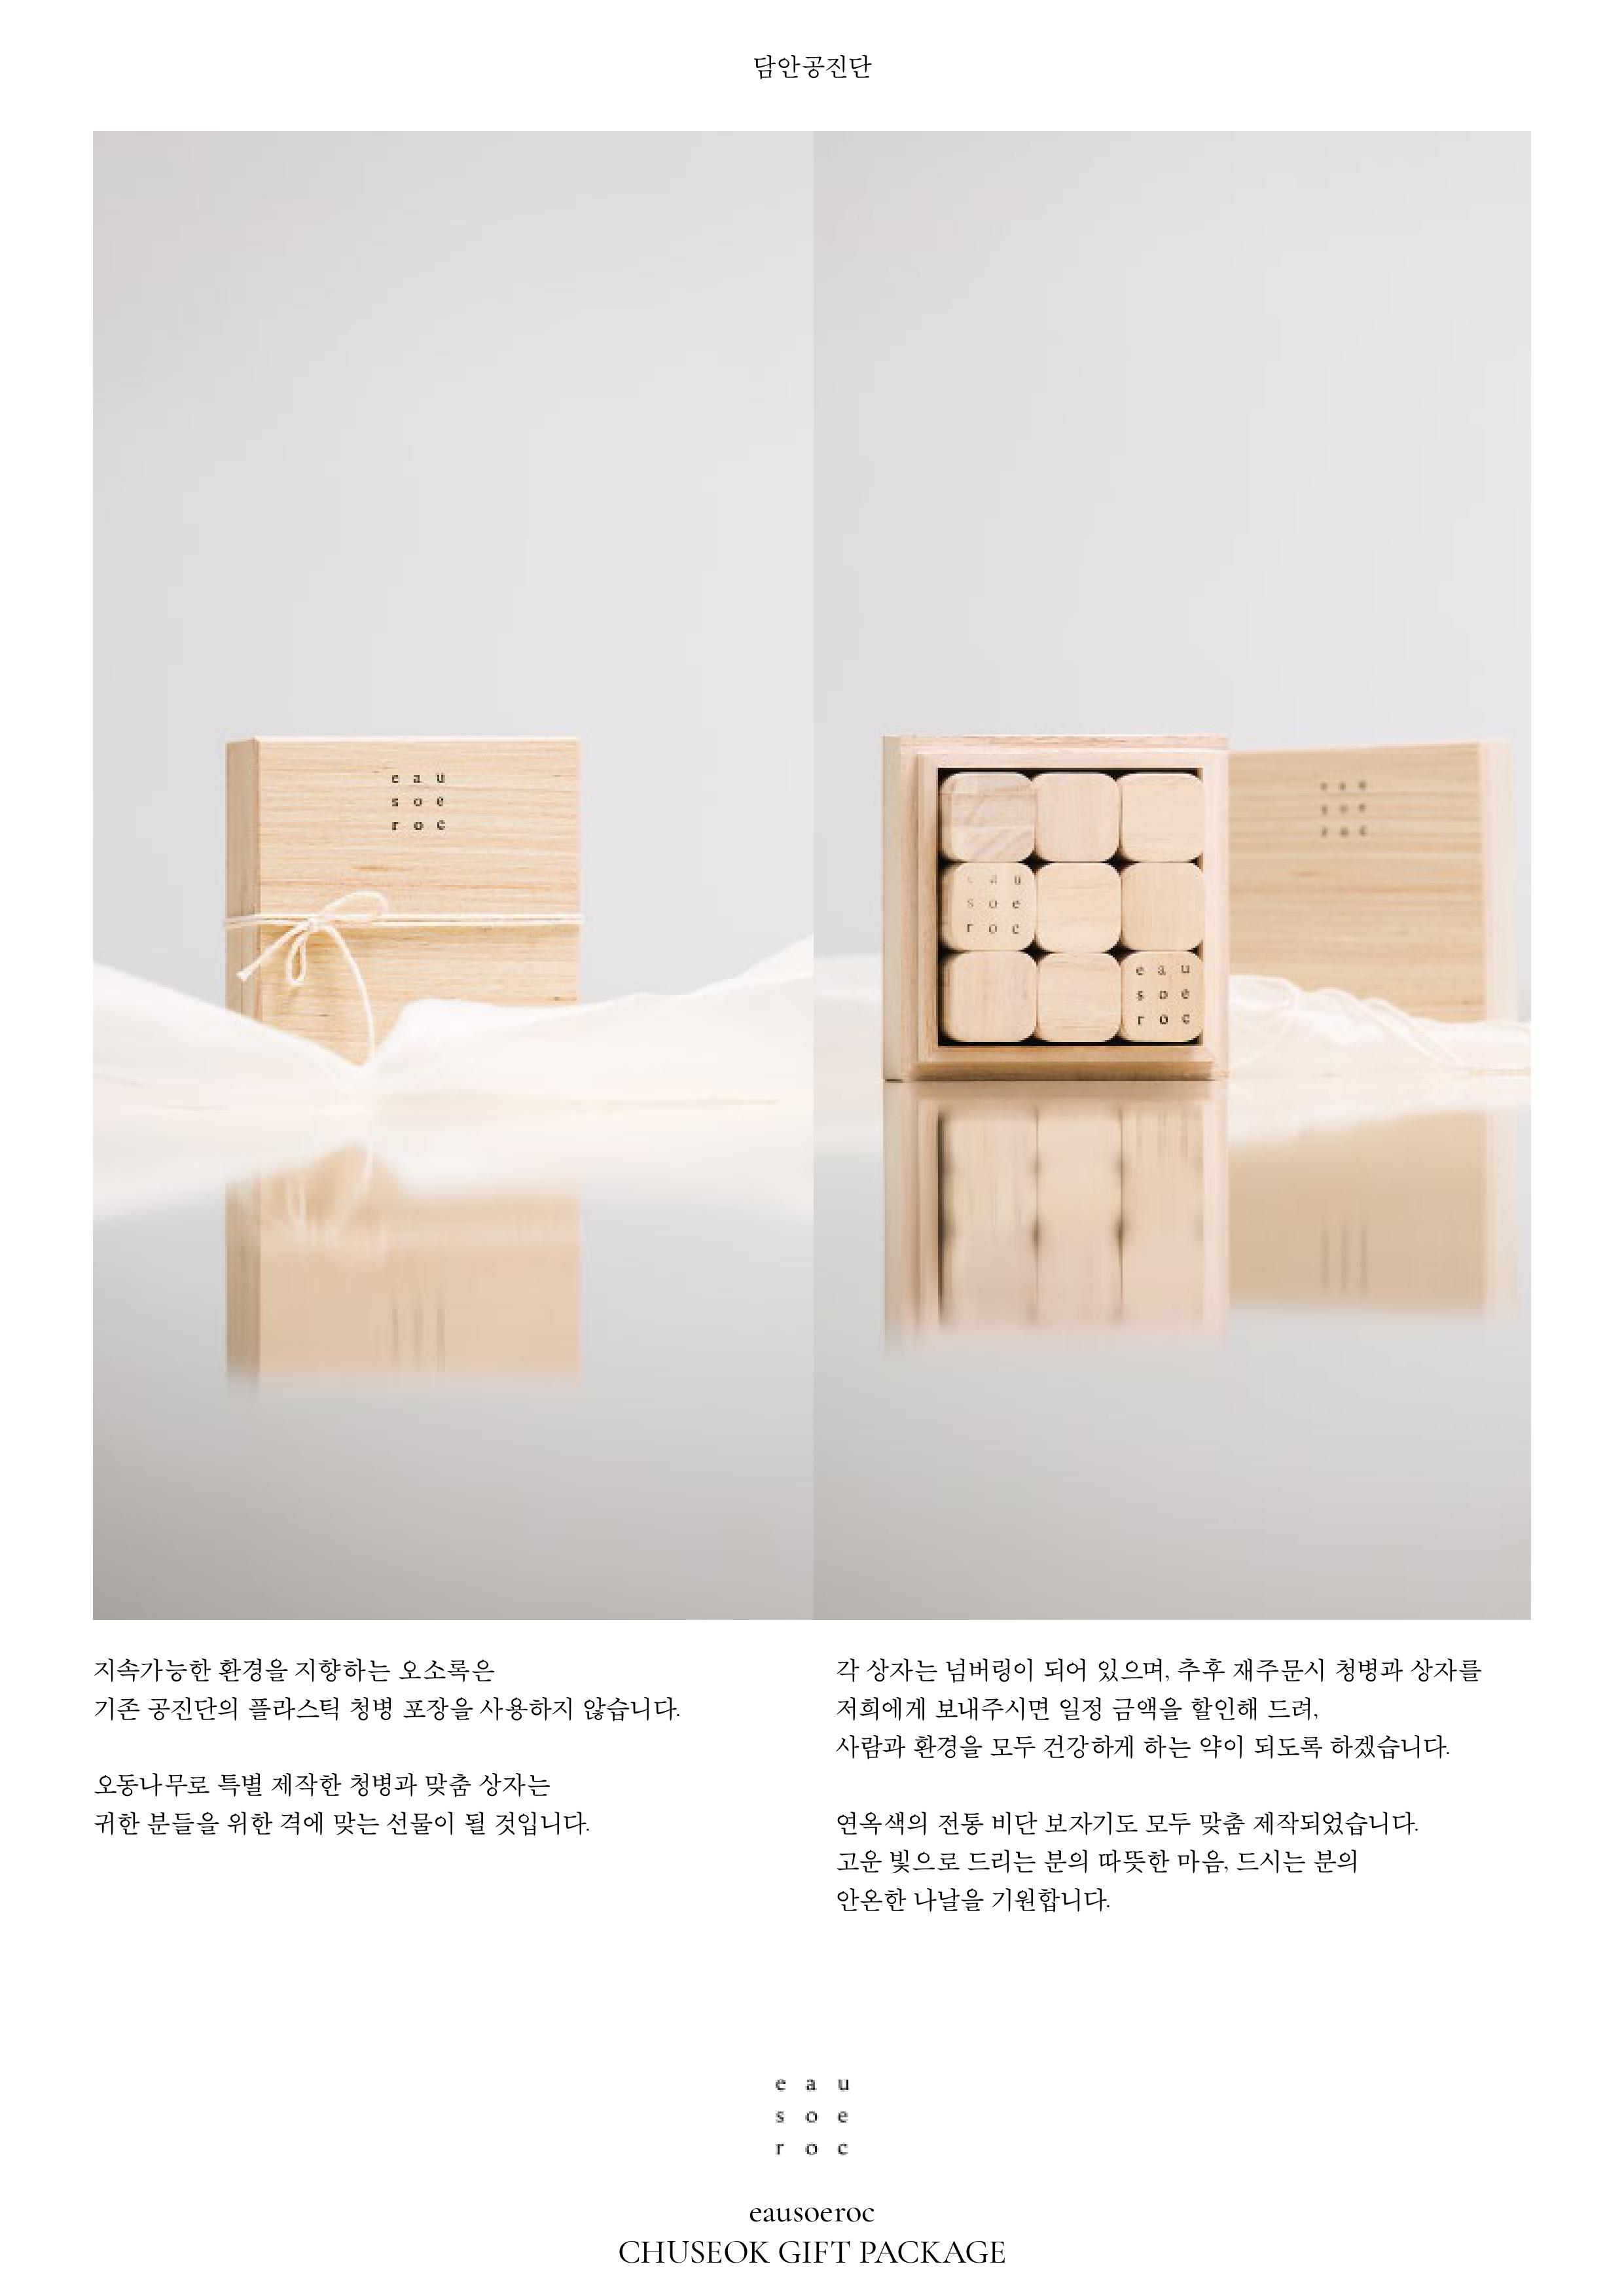 담안공진단
e a u
s o e
r o c
e a u
s o e
r o c
a u
s o e
r o c
e a u
s o e
r o c
지속가능한 환경을 지향하는 오소록은
기존 공진단의 플라스틱 청병 포장을 사용하지 않습니다.
오동나무로 특별 제작한 청병과 맞춤 상자는
귀한 분들을 위한 격에 맞는 선물이 될 것입니다.
각 상자는 넘버링이 되어 있으며, 추후 재주문시 청병과 상자를
저희에게 보내주시면 일정 금액을 할인해 드려,
사람과 환경을 모두 건강하게 하는 약이 되도록 하겠습니다.
연옥색의 전통 비단 보자기도 모두 맞춤 제작되었습니다.
고운 빛으로 드리는 분의 따뜻한 마음, 드시는 분의
안온한 나날을 기원합니다.
e a u
s o e
r o c
eausoeroc
CHUSEOK GIFT PACKAGE